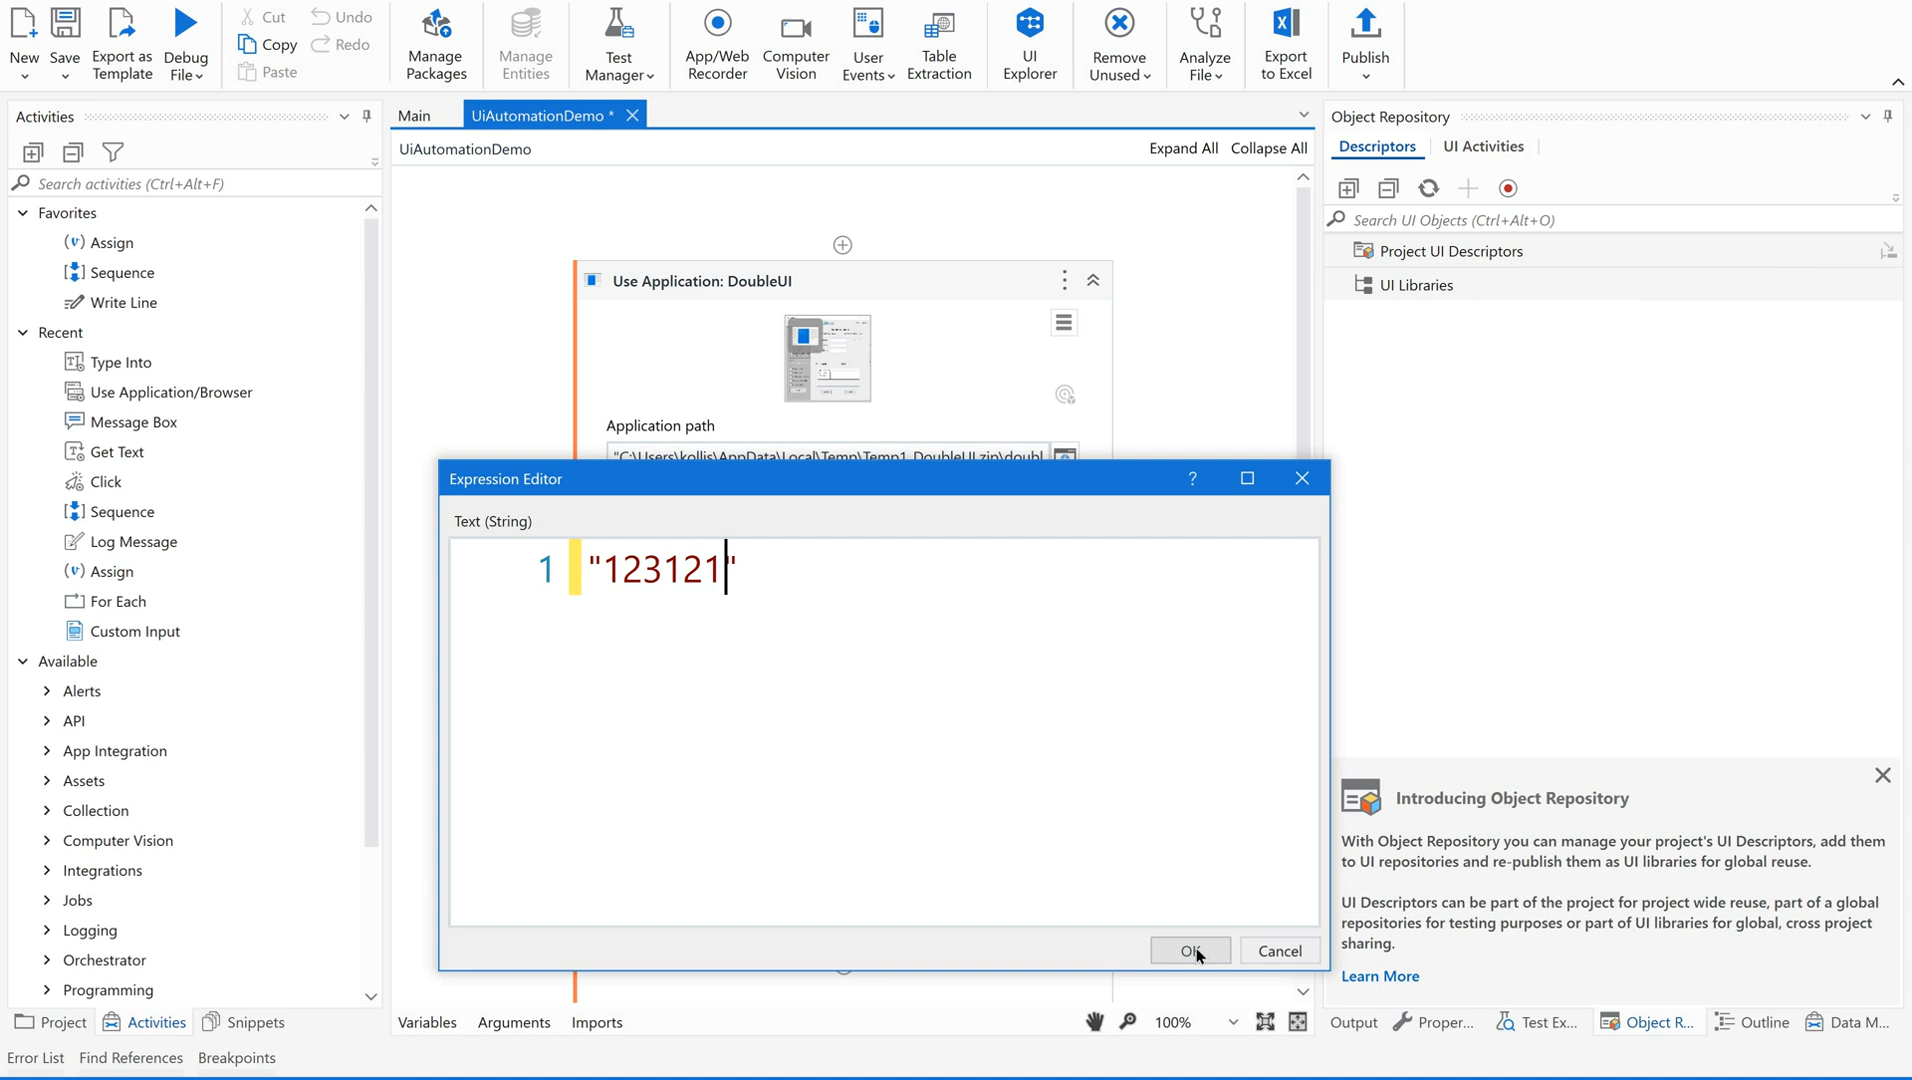 New
Save
Export as
Template
Debug
File
Cut
Copy
Paste
Undo
Redo
Manage
Packages
Manage
Entities
Test
Manager
App/Web
Recorder
Computer
Vision
User
Events
Table
Extraction
UI
Explorer
Remove
Unused
Analyze
File
Export
to Excel
Publish
Activities
Search activities (Ctrl+Alt+F)
Favorites
Assign
Sequence
Write Line
Recent
Type Into
Use Application/Browser
Message Box
Get Text
Click
Sequence
Log Message
Assign
For Each
Custom Input
Available
Alerts
API
App Integration
Assets
Collection
Computer Vision
Integrations
Jobs
Logging
Orchestrator
Programming
Project
Activities
Snippets
Main
UiAutomationDemo *
UiAutomationDemo
Expand All
Collapse All
Use Application: DoubleUI
Application path
"C:\Users\kollis\AppData\Local\Temp\Temp1_DoubleUI.zip\doubl
Expression Editor
?
Text (String)
1
"123121"
OK
Cancel
Variables
Arguments
Imports
100%
Object Repository
Descriptors
UI Activities
Search UI Objects (Ctrl+Alt+O)
Project UI Descriptors
UI Libraries
Introducing Object Repository
With Object Repository you can manage your project's UI Descriptors, add them
to UI repositories and re-publish them as UI libraries for global reuse.
UI Descriptors can be part of the project for project wide reuse, part of a global
repositories for testing purposes or part of UI libraries for global, cross project
sharing.
Learn More
Output
Proper...
Test Ex...
Object R...
Outline
Data M...
Error List
Find References
Breakpoints